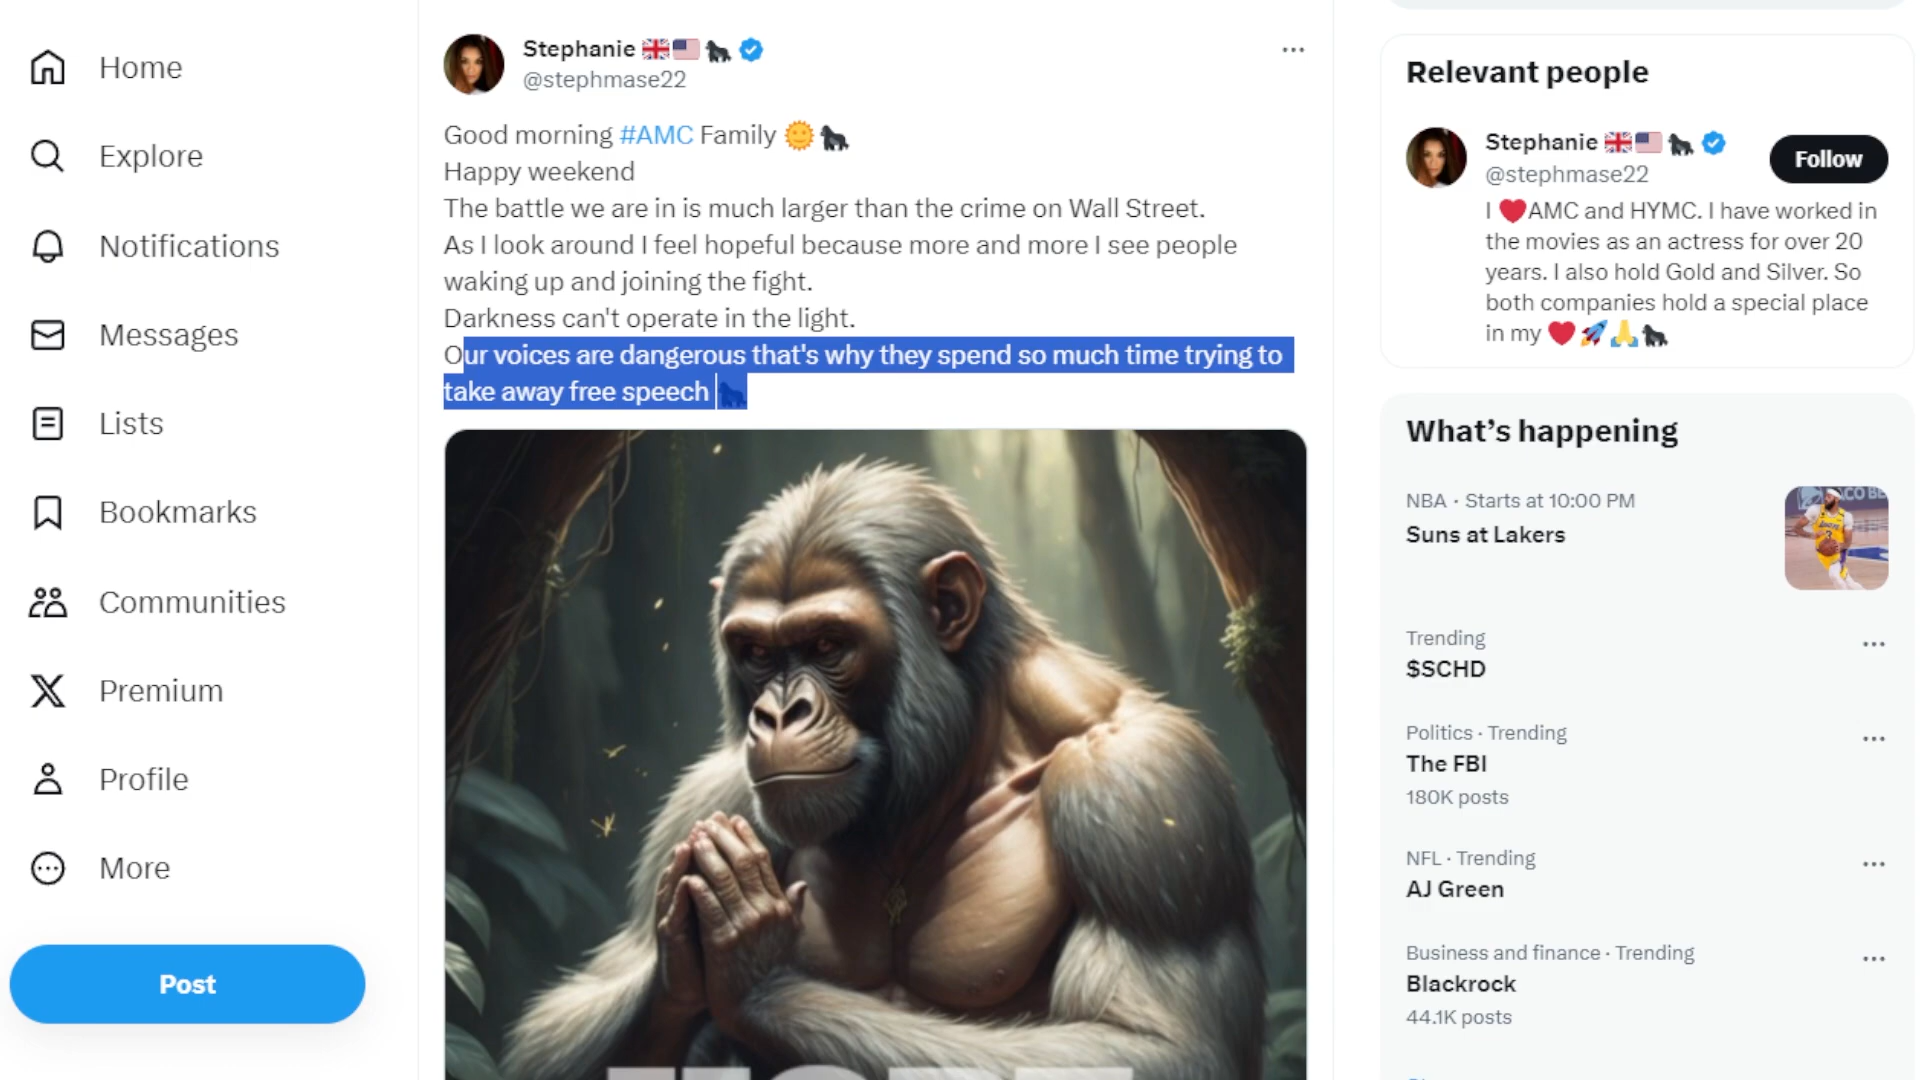 Home
Explore
Notifications
Messages
Lists
Bookmarks
Communities
Premium
Profile
More
Post
Stephanie 🇬🇧🇺🇸🦍
@stephmase22
Good morning #AMC Family 🌞🦍
Happy weekend
The battle we are in is much larger than the crime on Wall Street.
As I look around I feel hopeful because more and more I see people
waking up and joining the fight.
Darkness can't operate in the light.
Our voices are dangerous that's why they spend so much time trying to
take away free speech 🦍
Relevant people
Stephanie 🇬🇧🇺🇸🦍
@stephmase22
Follow
I ❤️AMC and HYMC. I have worked in
the movies as an actress for over 20
years. I also hold Gold and Silver. So
both companies hold a special place
in my ❤️🚀🙏🦍
What’s happening
NBA · Starts at 10:00 PM
Suns at Lakers
Trending
$SCHD
Politics · Trending
The FBI
180K posts
NFL · Trending
AJ Green
Business and finance · Trending
Blackrock
44.1K posts